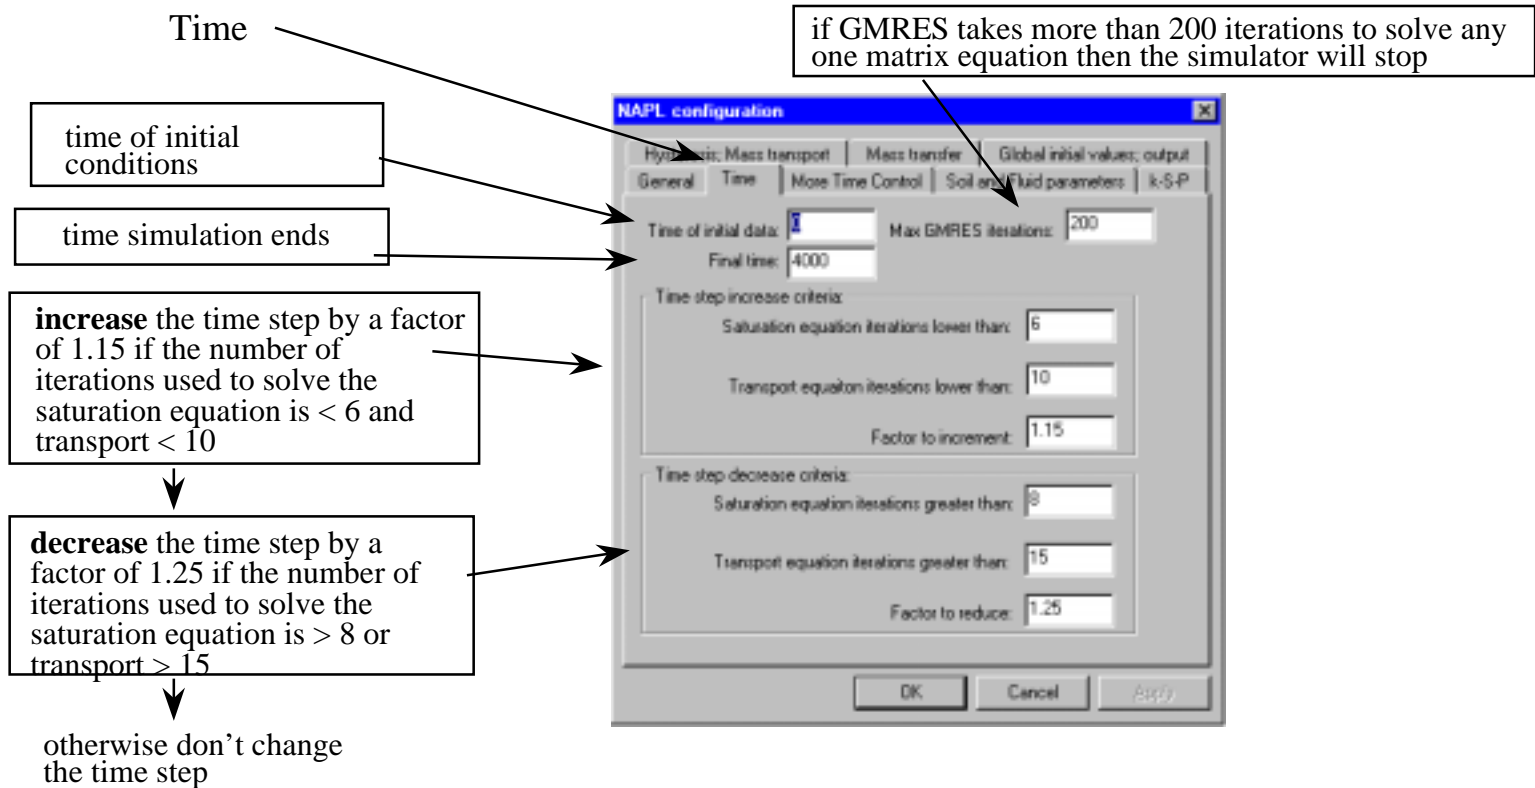 Time
if GMRES takes more than 200 iterations to solve any
one matrix equation then the simulator will stop
time of initial
conditions
time simulation ends
increase the time step by a factor
of 1.15 if the number of
iterations used to solve the
saturation equation is < 6 and
transport < 10
decrease the time step by a
factor of 1.25 if the number of
iterations used to solve the
saturation equation is > 8 or
transport > 15
otherwise don't change
the time step
NAPL configuration
Mass transport
Mass transfer
Global initial values; output
General
Time
More Time Control
Soil and Fluid parameters
k-S-P
Time of initial data: 0
Max GMRES iterations: 200
Final time: 4000
Time step increase criteria:
Saturation equation iterations lower than: 6
Transport equaiton iterations lower than: 10
Factor to increment: 1.15
Time step decrease criteria:
Saturation equation iterations greater than: 8
Transport equation iterations greater than: 15
Factor to reduce: 1.25
OK
Cancel
Apply